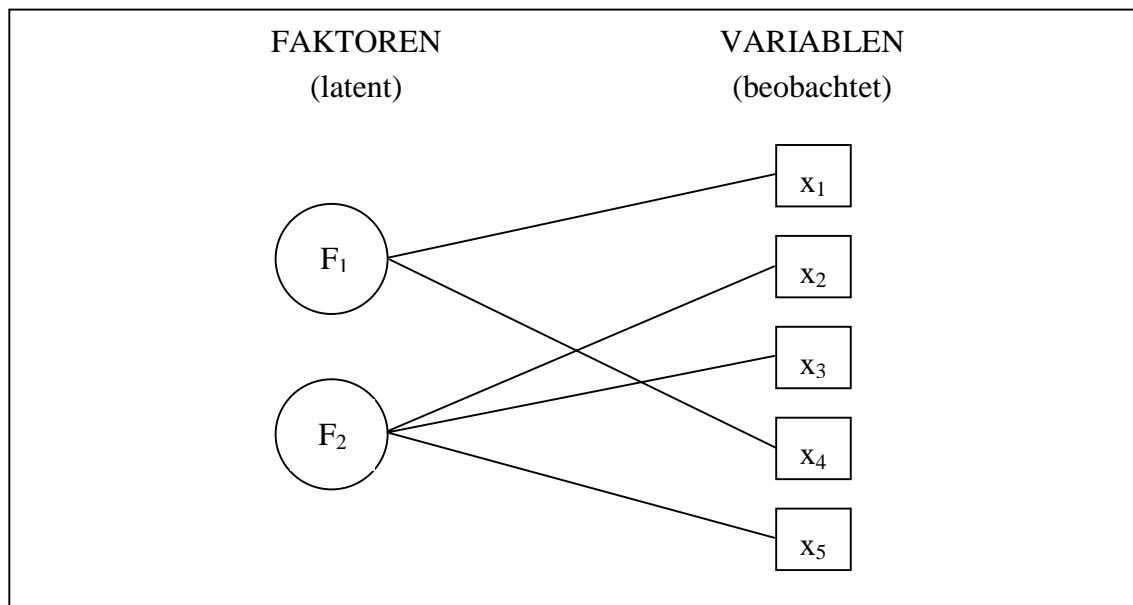 FAKTOREN VARIABLEN
(latent) (beobachtet)
x₁
F₁
x₂
x₃
F₂
x₄
x₅